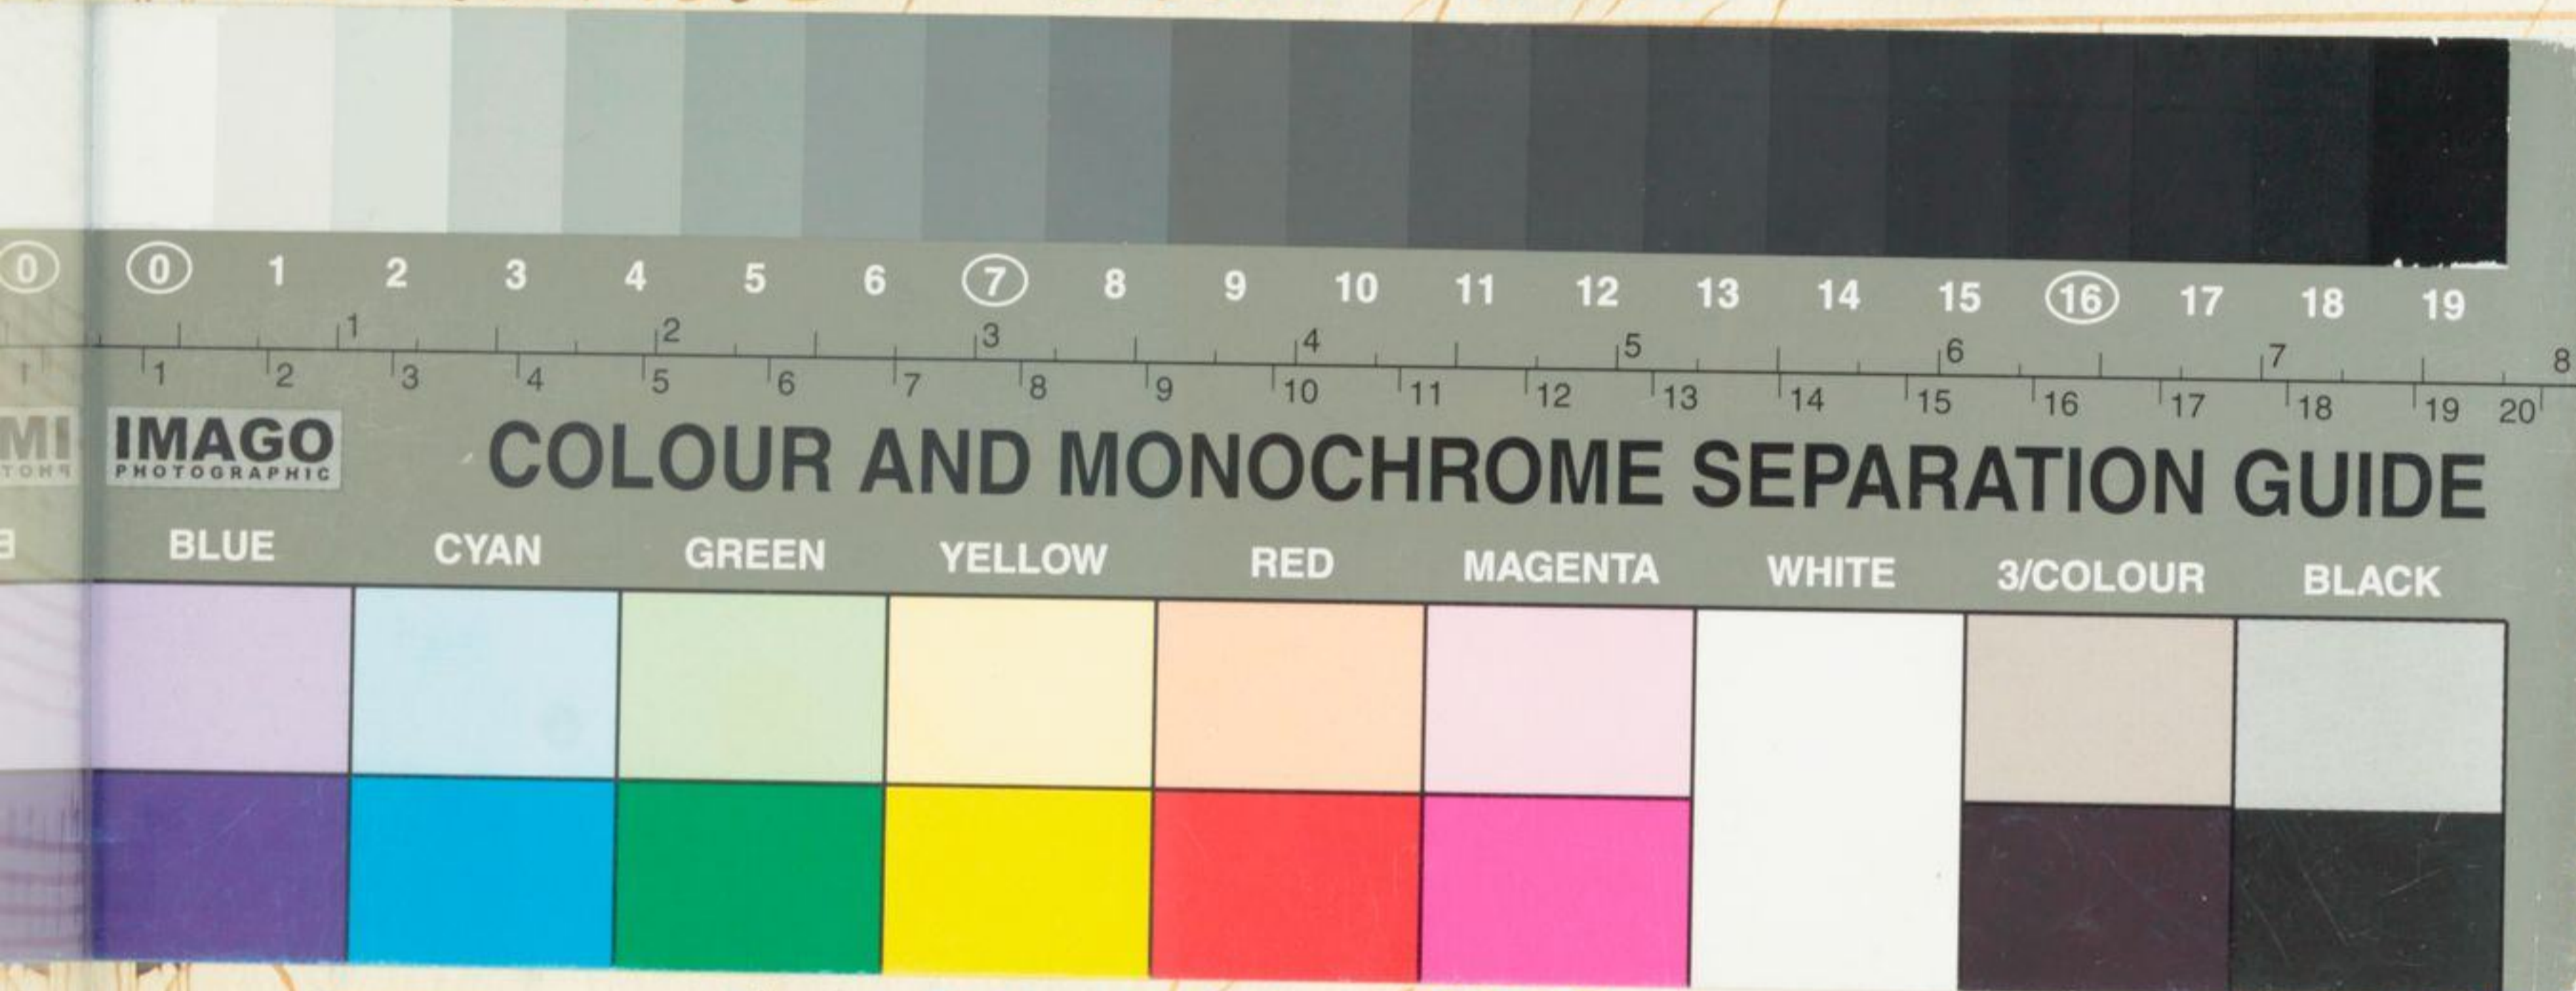 0 0 1 2 3 4 5 6 7 8 9 10 11 12 13 14 15 16 17 18 19
1 2 3 4 5 6 7 8
1 2 3 4 5 6 7 8 9 10 11 12 13 14 15 16 17 18 19 20
IMAGO
PHOTOGRAPHIC
COLOUR AND MONOCHROME SEPARATION GUIDE
BLUE CYAN GREEN YELLOW RED MAGENTA WHITE 3/COLOUR BLACK